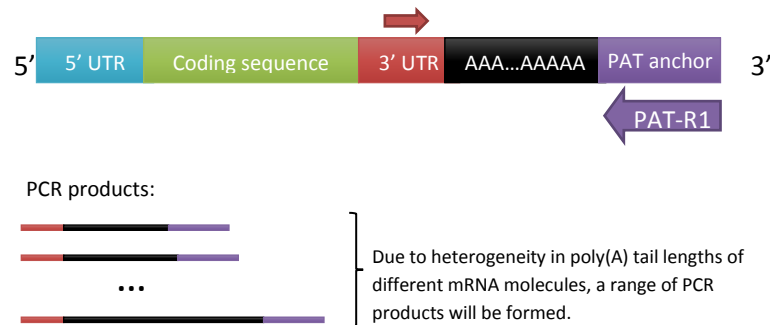 5’ 5’ UTR Coding sequence 3’ UTR AAA...AAAAA PAT anchor 3’
PAT-R1
PCR products:
Due to heterogeneity in poly(A) tail lengths of
...
different mRNA molecules, a range of PCR
products will be formed.